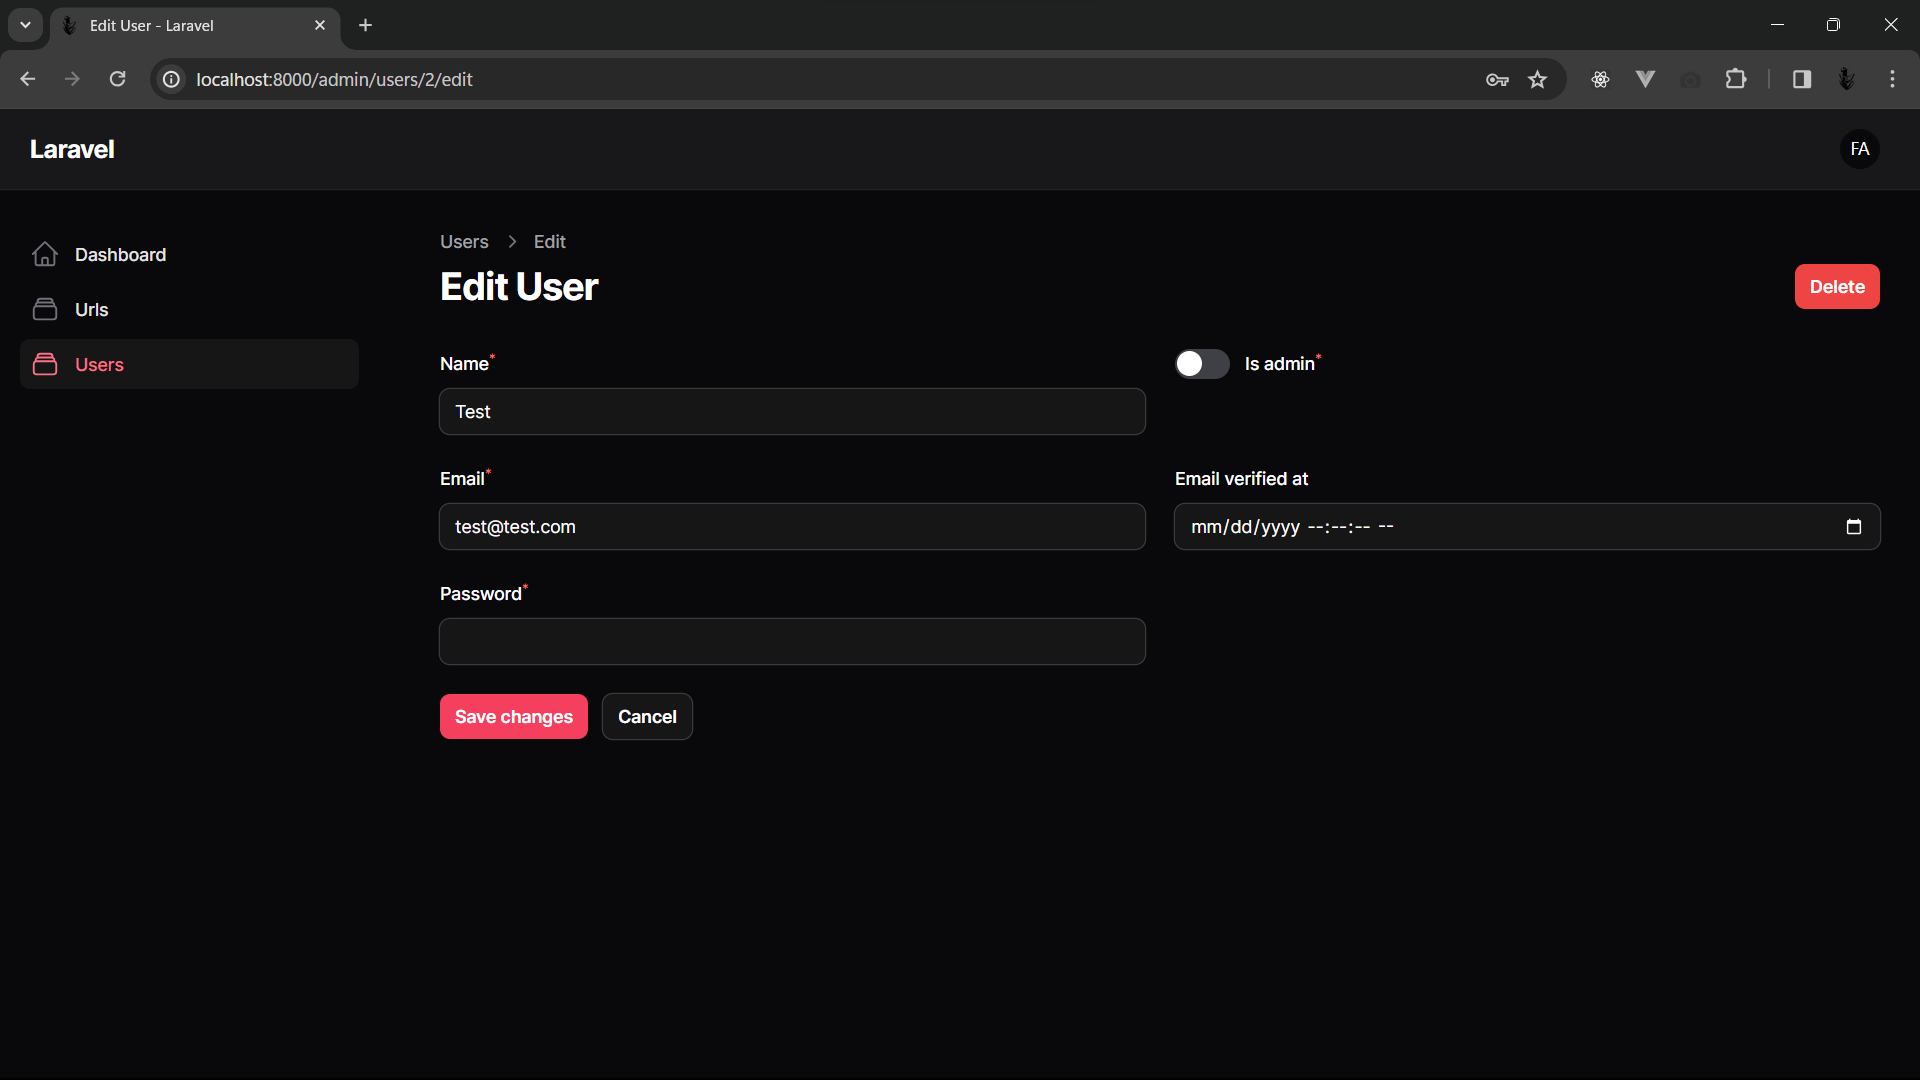 Edit User - Laravel
localhost:8000/admin/users/2/edit
Laravel
FA
Dashboard
Urls
Users
Users > Edit
Edit User
Delete
Name*
Test
Is admin*
Email*
test@test.com
Email verified at
mm/dd/yyyy --:--:-- --
Password*
Save changes
Cancel